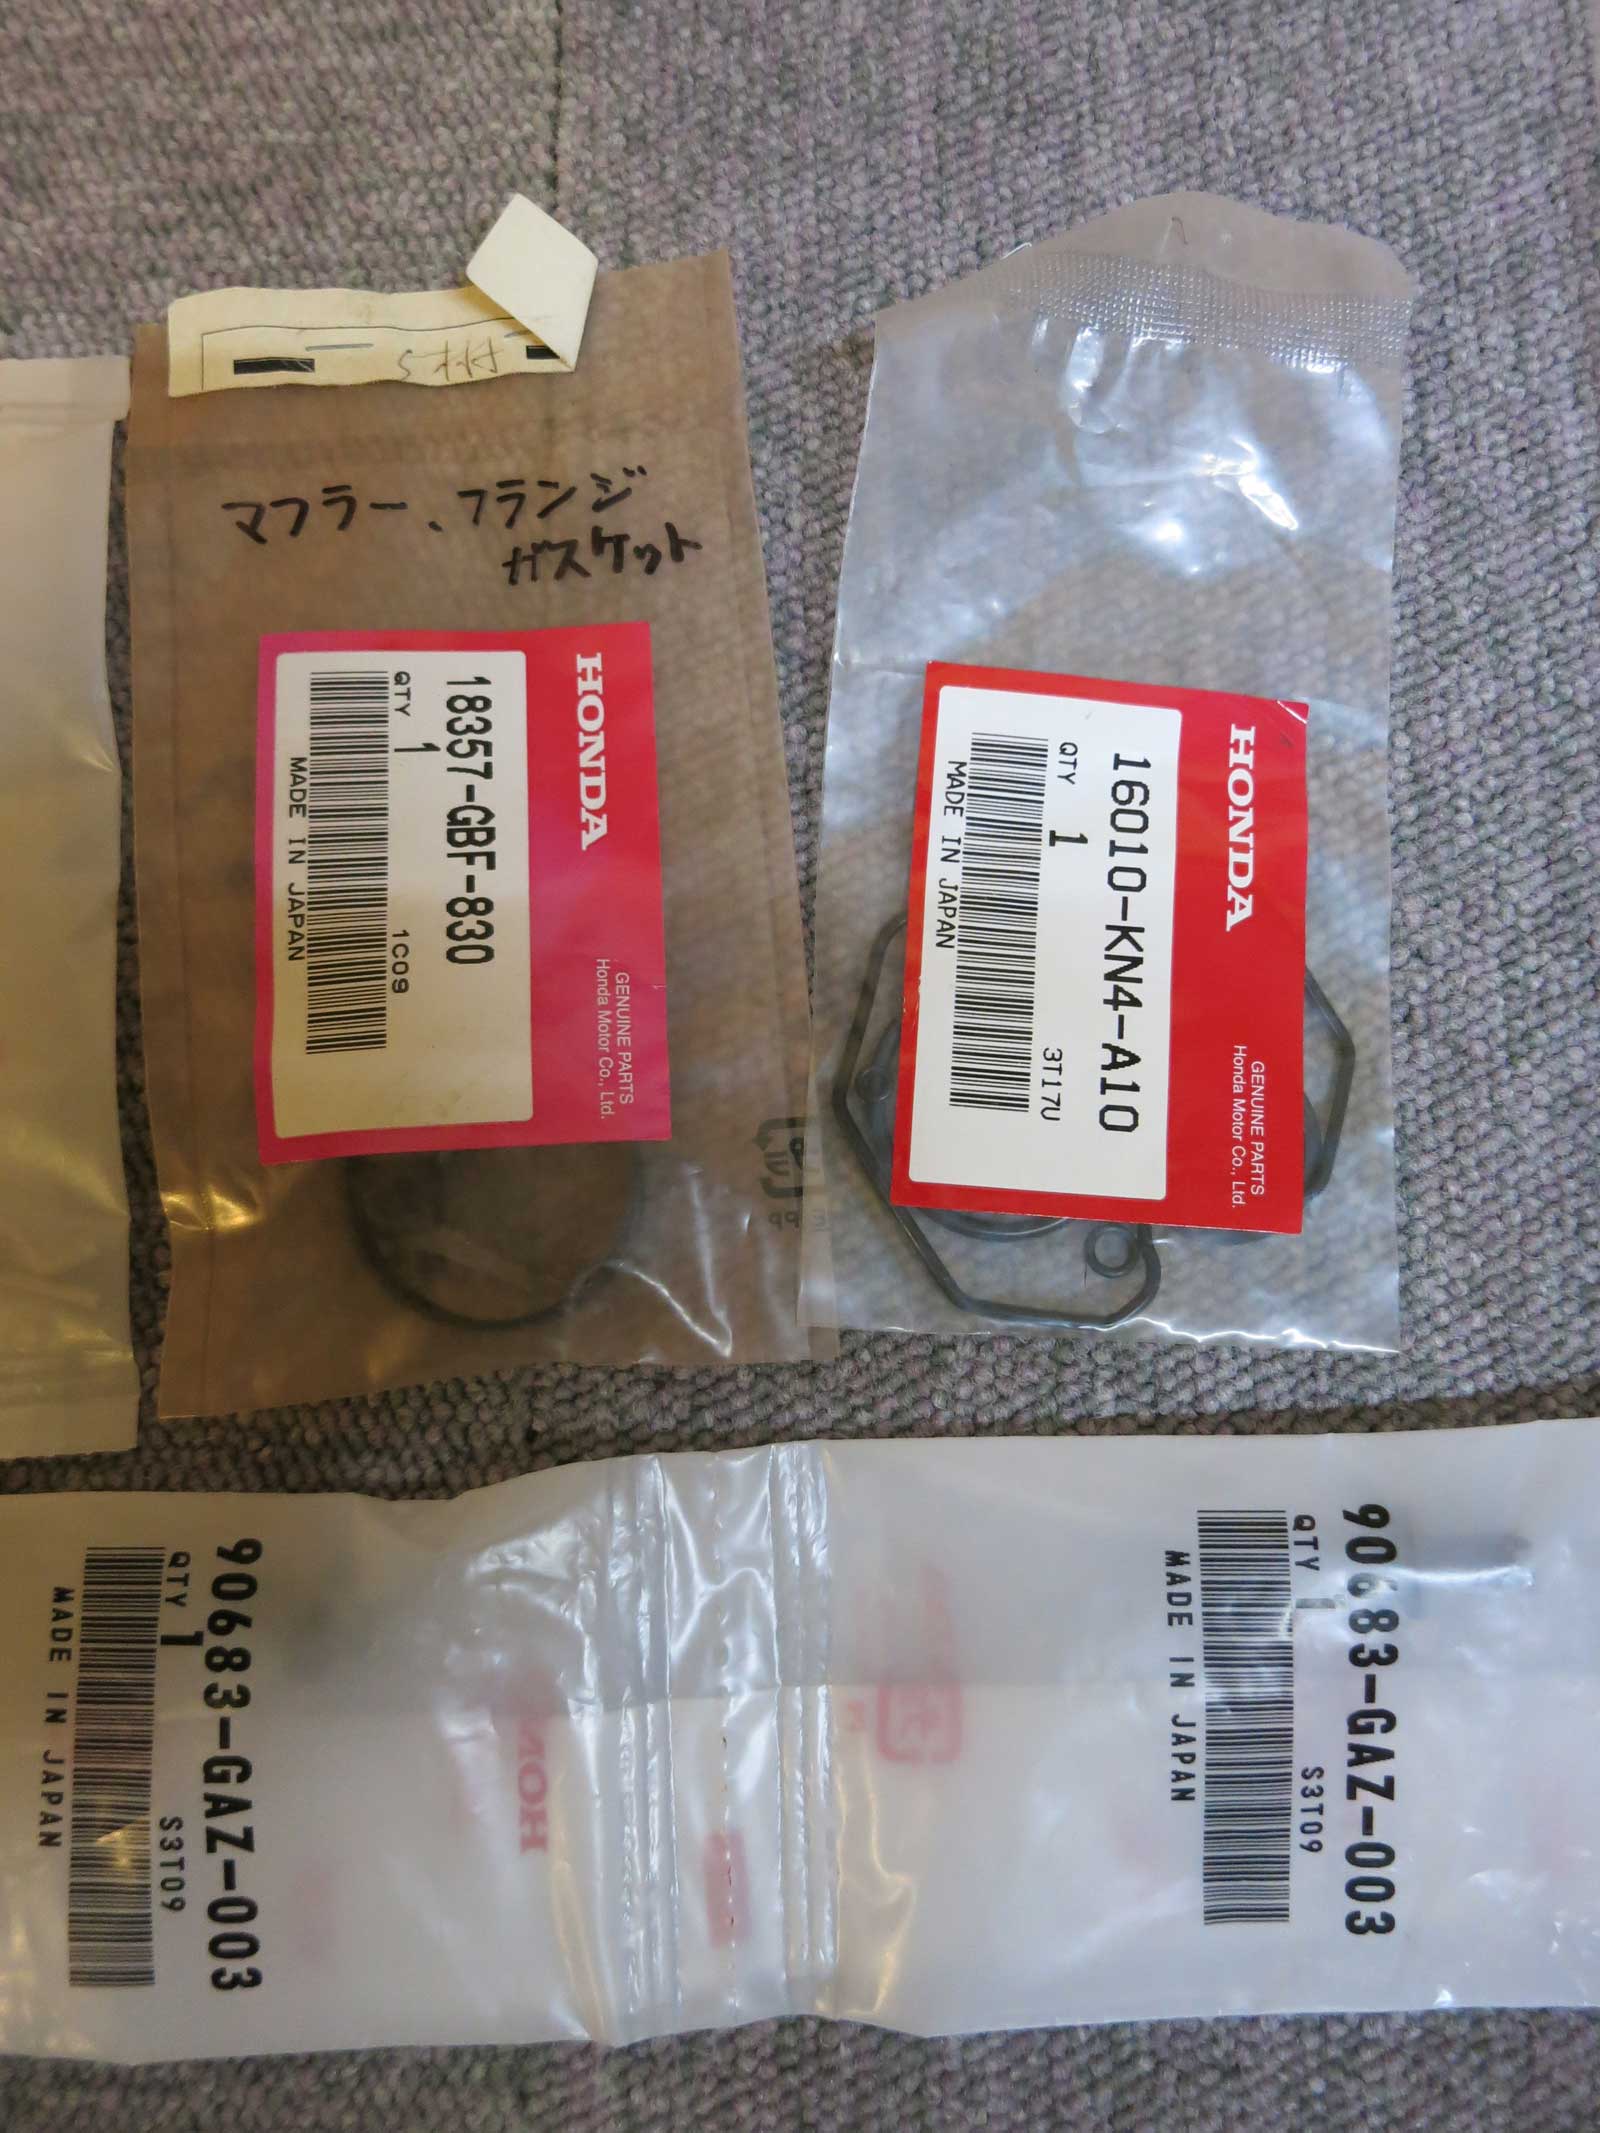 マフラー、フランジ
ガスケット
HONDA
GENUINE PARTS
Honda Motor Co., Ltd.
18357-GBF-830
QTY 1
1C09
MADE IN JAPAN
HONDA
GENUINE PARTS
Honda Motor Co., Ltd.
16010-KN4-A10
QTY 1
3T17U
MADE IN JAPAN
90683-GAZ-003
QTY 1
S3T09
MADE IN JAPAN
90683-GAZ-003
QTY 1
S3T09
MADE IN JAPAN